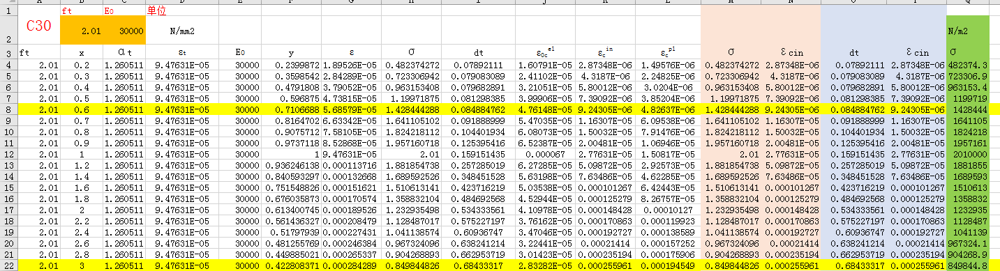 A B C D E F G H I J K L M N O P Q
1 ft E0 单位
2 C30 2.01 30000 N/mm2 N/m2
3 ft x αt εt E0 y ε σ dt ε0c^el εc^in εc^pl σ εcin dt εcin σ
4 2.01 0.2 1.260511 9.47631E-05 30000 0.2399872 1.89526E-05 0.482374272 0.07892111 1.60791E-05 2.87348E-06 1.49576E-06 0.482374272 2.87348E-06 0.07892111 2.87348E-06 482374.3
5 2.01 0.3 1.260511 9.47631E-05 30000 0.3598542 2.84289E-05 0.723306942 0.079083089 2.41102E-05 4.3187E-06 2.24825E-06 0.723306942 4.3187E-06 0.079083089 4.3187E-06 723306.9
6 2.01 0.4 1.260511 9.47631E-05 30000 0.4791808 3.79052E-05 0.963153408 0.079682891 3.21051E-05 5.80012E-06 3.0204E-06 0.963153408 5.80012E-06 0.079682891 5.80012E-06 963153.4
7 2.01 0.5 1.260511 9.47631E-05 30000 0.596875 4.73815E-05 1.19971875 0.081298385 3.99906E-05 7.39092E-06 3.85204E-06 1.19971875 7.39092E-06 0.081298385 7.39092E-06 1199719
8 2.01 0.6 1.260511 9.47631E-05 30000 0.7106688 5.68579E-05 1.428444288 0.084884762 4.76148E-05 9.24305E-06 4.82637E-06 1.428444288 9.24305E-06 0.084884762 9.24305E-06 1428444
9 2.01 0.7 1.260511 9.47631E-05 30000 0.8164702 6.63342E-05 1.641105102 0.091888999 5.47035E-05 1.16307E-05 6.09538E-06 1.641105102 1.16307E-05 0.091888999 1.16307E-05 1641105
10 2.01 0.8 1.260511 9.47631E-05 30000 0.9075712 7.58105E-05 1.824218112 0.104401934 6.08073E-05 1.50032E-05 7.91476E-06 1.824218112 1.50032E-05 0.104401934 1.50032E-05 1824218
11 2.01 0.9 1.260511 9.47631E-05 30000 0.9737118 8.52868E-05 1.957160718 0.125395416 6.52387E-05 2.00481E-05 1.06946E-05 1.957160718 2.00481E-05 0.125395416 2.00481E-05 1957161
12 2.01 1 1.260511 9.47631E-05 30000 1 9.47631E-05 2.01 0.159151435 0.000067 2.77631E-05 1.50817E-05 2.01 2.77631E-05 0.159151435 2.77631E-05 2010000
13 2.01 1.2 1.260511 9.47631E-05 30000 0.936246138 0.000113716 1.881854738 0.257285019 6.27285E-05 5.09872E-05 2.92573E-05 1.881854738 5.09872E-05 0.257285019 5.09872E-05 1881855
14 2.01 1.4 1.260511 9.47631E-05 30000 0.840593297 0.000132668 1.689592526 0.348451528 5.63198E-05 7.63486E-05 4.62285E-05 1.689592526 7.63486E-05 0.348451528 7.63486E-05 1689593
15 2.01 1.6 1.260511 9.47631E-05 30000 0.751548826 0.000151621 1.510613141 0.423716219 5.03538E-05 0.000101267 6.42443E-05 1.510613141 0.000101267 0.423716219 0.000101267 1510613
16 2.01 1.8 1.260511 9.47631E-05 30000 0.676035873 0.000170574 1.358832104 0.484692568 4.52944E-05 0.000125279 8.26757E-05 1.358832104 0.000125279 0.484692568 0.000125279 1358832
17 2.01 2 1.260511 9.47631E-05 30000 0.613400745 0.000189526 1.232935498 0.534333561 4.10978E-05 0.000148428 0.00010127 1.232935498 0.000148428 0.534333561 0.000148428 1232935
18 2.01 2.2 1.260511 9.47631E-05 30000 0.561436327 0.000208479 1.128487017 0.575227197 3.76162E-05 0.000170863 0.000119923 1.128487017 0.000170863 0.575227197 0.000170863 1128487
19 2.01 2.4 1.260511 9.47631E-05 30000 0.51797939 0.000227431 1.041138574 0.60936747 3.47046E-05 0.000192727 0.000138589 1.041138574 0.000192727 0.60936747 0.000192727 1041139
20 2.01 2.6 1.260511 9.47631E-05 30000 0.481255769 0.000246384 0.967324096 0.638241214 3.22441E-05 0.00021414 0.000157252 0.967324096 0.00021414 0.638241214 0.00021414 967324.1
21 2.01 2.8 1.260511 9.47631E-05 30000 0.449885021 0.000265337 0.904268893 0.662953719 3.01423E-05 0.000235194 0.000175906 0.904268893 0.000235194 0.662953719 0.000235194 904268.9
22 2.01 3 1.260511 9.47631E-05 30000 0.422808371 0.000284289 0.849844826 0.68433317 2.83282E-05 0.000255961 0.000194549 0.849844826 0.000255961 0.68433317 0.000255961 849844.8